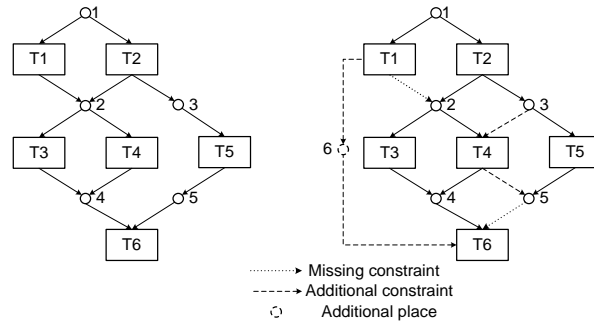 1 1
T1 T2 T1 T2
2 3 2 3
T3 T4 T5 6 T3 T4 T5
4 5 4 5
T6 T6
Missing constraint
Additional constraint
Additional place